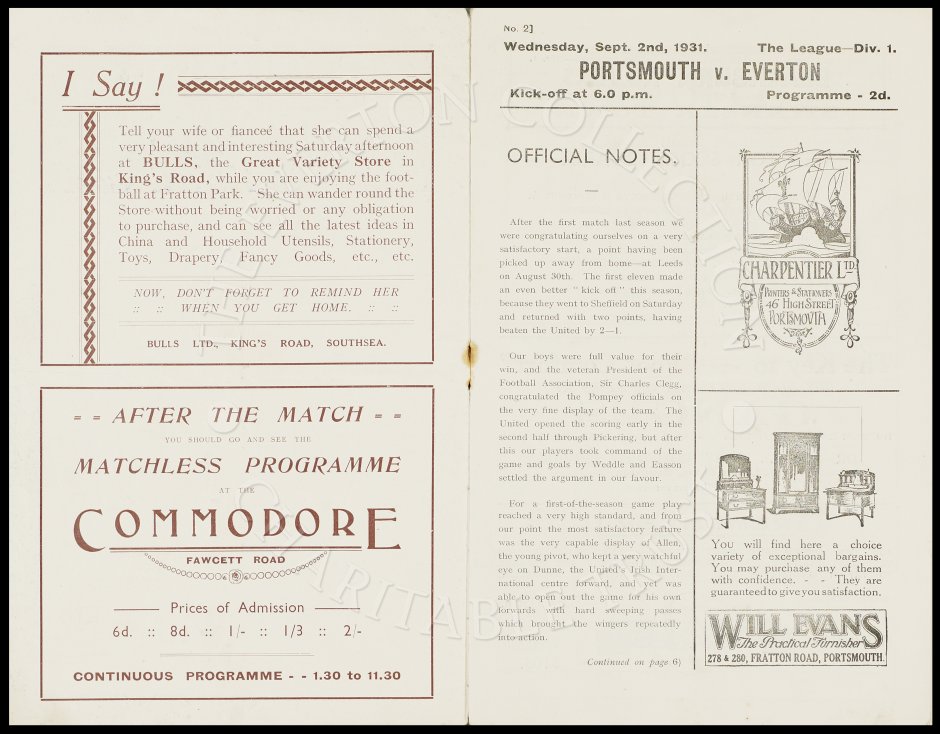 I Say !
Tell your wife or fianceé that she can spend a
very pleasant and interesting Saturday afternoon
at BULLS, the Great Variety Store in
King's Road, while you are enjoying the foot-
ball at Fratton Park. She can wander round the
Store without being worried or any obligation
to purchase, and can see all the latest ideas in
China and Household Utensils, Stationery,
Toys, Drapery, Fancy Goods, etc., etc.
NOW, DON'T FORGET TO REMIND HER
:: :: WHEN YOU GET HOME. :: ::
BULLS LTD., KING'S ROAD, SOUTHSEA.
= = AFTER THE MATCH = =
YOU SHOULD GO AND SEE THE
MATCHLESS PROGRAMME
AT THE
COMMODORE
FAWCETT ROAD
Prices of Admission
6d. :: 8d. :: 1/- :: 1/3 :: 2/-
CONTINUOUS PROGRAMME - - 1.30 to 11.30
No. 2]
Wednesday, Sept. 2nd, 1931. The League—Div. 1.
PORTSMOUTH v. EVERTON
Kick-off at 6.0 p.m. Programme - 2d.
OFFICIAL NOTES.
After the first match last season we
were congratulating ourselves on a very
satisfactory start, a point having been
picked up away from home—at Leeds
on August 30th. The first eleven made
an even better "kick off" this season,
because they went to Sheffield on Saturday
and returned with two points, having
beaten the United by 2—1.
Our boys were full value for their
win, and the veteran President of the
Football Association, Sir Charles Clegg,
congratulated the Pompey officials on
the very fine display of the team. The
United opened the scoring early in the
second half through Pickering, but after
this our players took command of the
game and goals by Weddle and Easson
settled the argument in our favour.
For a first-of-the-season game play
reached a very high standard, and from
our point the most satisfactory feature
was the very capable display of Allen,
the young pivot, who kept a very watchful
eye on Dunne, the United's Irish Inter-
national centre forward, and yet was
able to open out the game for his own
forwards with hard sweeping passes
which brought the wingers repeatedly
into action.
Continued on page 6)
CHARPENTIER LTD.
PRINTERS & STATIONERS
46 HIGH STREET
PORTSMOVTH
YOU will find here a choice
variety of exceptional bargains.
You may purchase any of them
with confidence. - - They are
guaranteed to give you satisfaction.
WILL EVANS
The Practical Furnisher
278 & 280, FRATTON ROAD, PORTSMOUTH.
THE EVERTON COLLECTION
CHARITABLE TRUST